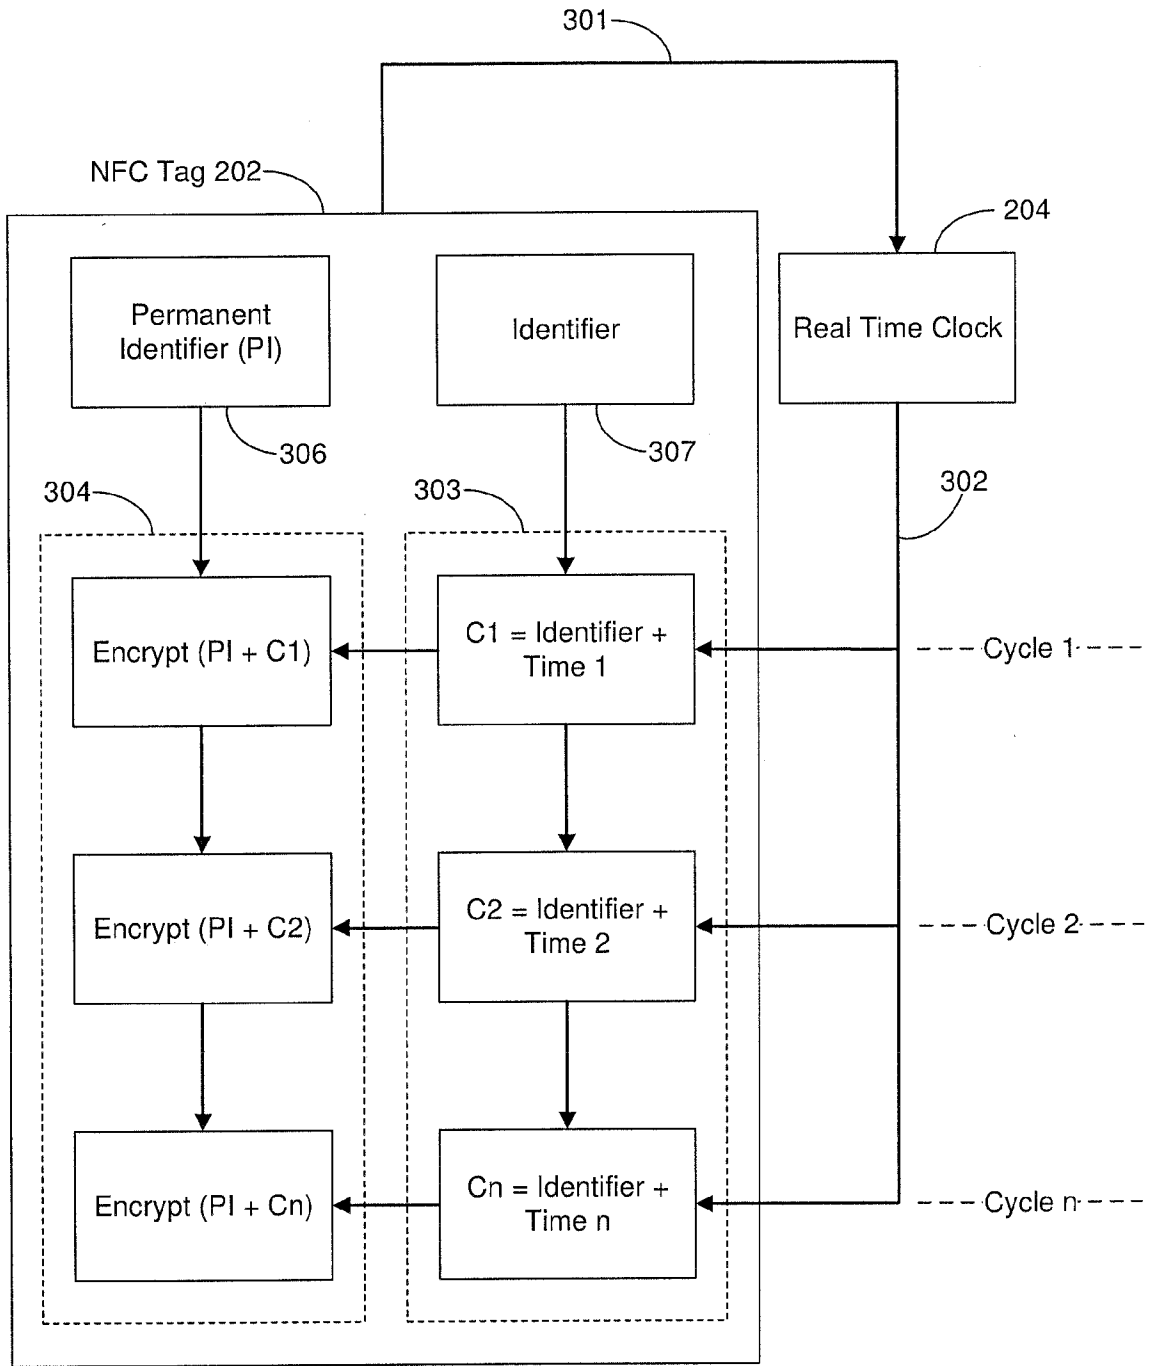 301
NFC Tag 202
204
Permanent
Identifier (PI)
Identifier
Real Time Clock
306
307
304
303
302
Encrypt (PI + C1)
C1 = Identifier +
Time 1
Cycle 1
Encrypt (PI + C2)
C2 = Identifier +
Time 2
Cycle 2
Encrypt (PI + Cn)
Cn = Identifier +
Time n
Cycle n